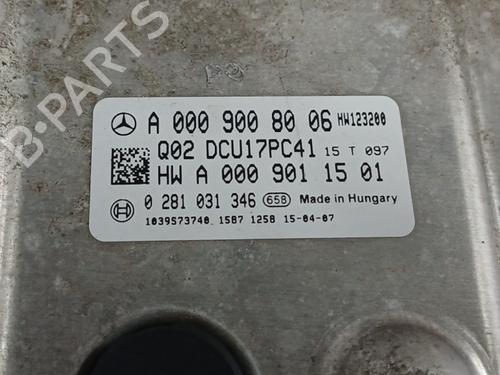 A 000 900 80 06 HW123200
Q02 DCU17PC41 15 T 097
HW A 000 901 15 01
0 281 031 346 658 Made in Hungary
1039S73740 1587 1258 15-04-07